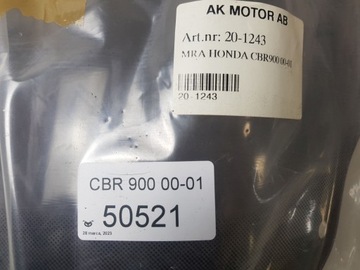 AK MOTOR AB
Art.nr: 20-1243
MRA HONDA CBR900 00-01
20-1243
CBR 900 00-01
50521